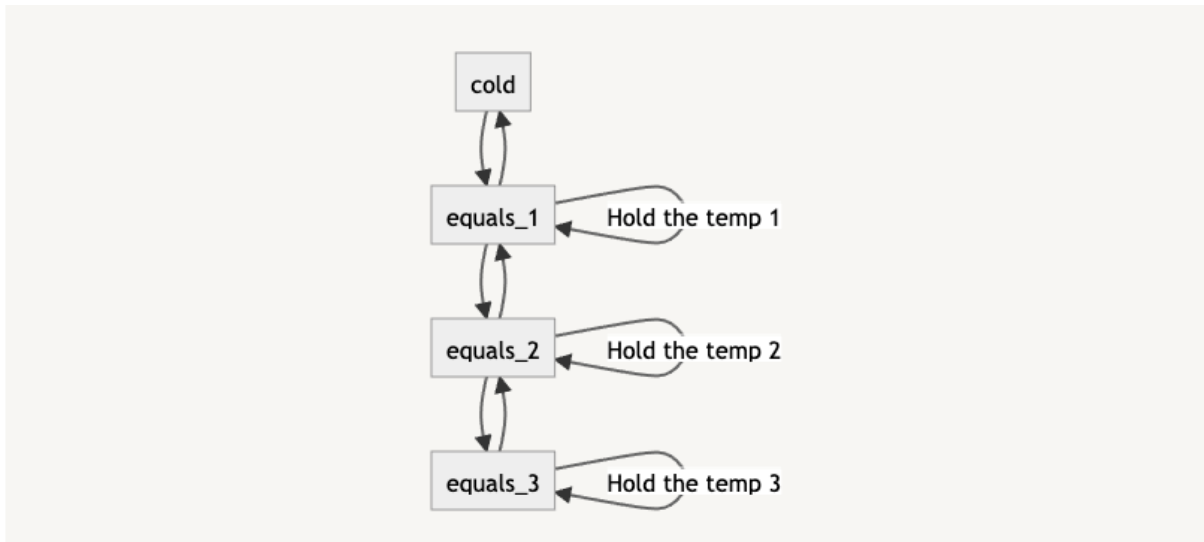 cold
equals_1
Hold the temp 1
equals_2
Hold the temp 2
equals_3
Hold the temp 3